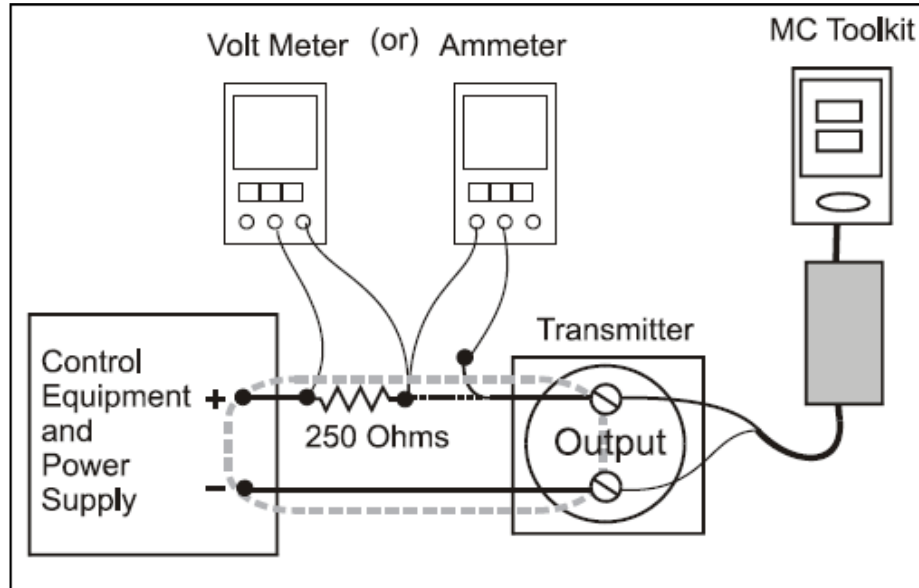 Volt Meter (or) Ammeter
MC Toolkit
Transmitter
Control
Equipment
and
Power
Supply
+
–
250 Ohms
Output